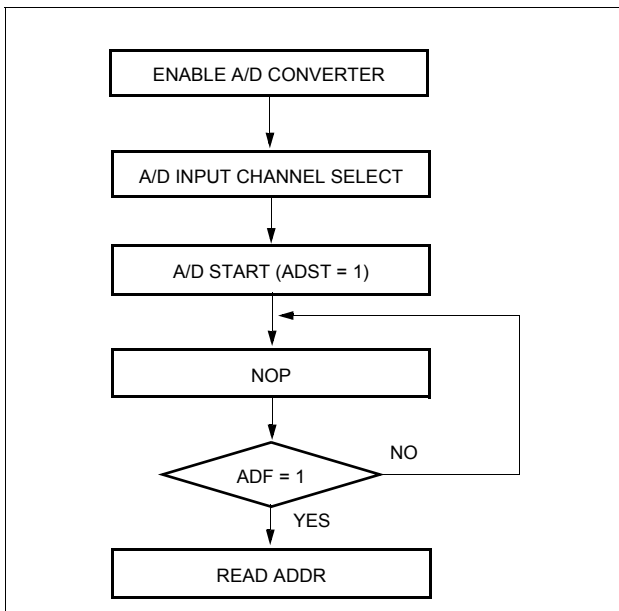 ENABLE A/D CONVERTER
A/D INPUT CHANNEL SELECT
A/D START (ADST = 1)
NOP
ADF = 1
NO
YES
READ ADDR